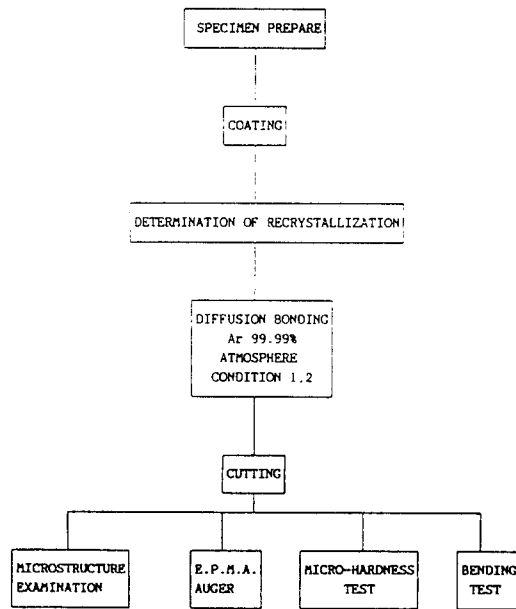 SPECIMEN PREPARE
COATING
DETERMINATION OF RECRYSTALLIZATION
DIFFUSION BONDING
Ar 99.99%
ATMOSPHERE
CONDITION 1.2
CUTTING
MICROSTRUCTURE
EXAMINATION
E.P.M.A.
AUGER
MICRO-HARDNESS
TEST
BENDING
TEST